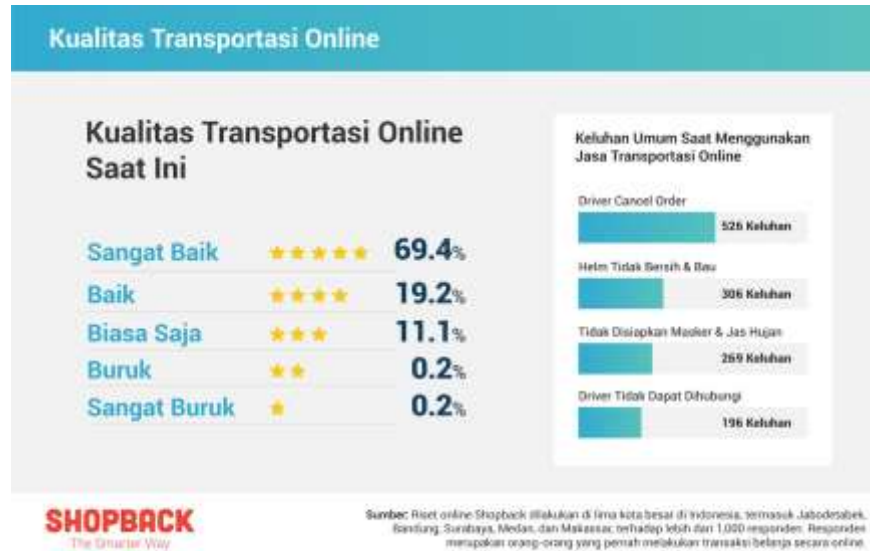 Kualitas Transportasi Online
Kualitas Transportasi Online
Saat Ini
Sangat Baik 69.4%
Baik 19.2%
Biasa Saja 11.1%
Buruk 0.2%
Sangat Buruk 0.2%
Keluhan Umum Saat Menggunakan
Jasa Transportasi Online
Driver Cancel Order
526 Keluhan
Helm Tidak Bersih & Bau
306 Keluhan
Tidak Disiapkan Masker & Jas Hujan
269 Keluhan
Driver Tidak Dapat Dihubungi
196 Keluhan
SHOPBACK
The Smarter Way
Sumber: Riset online Shopback dilakukan di lima kota besar di Indonesia, termasuk Jabodetabek,
Bandung, Surabaya, Medan, dan Makassar, terhadap lebih dari 1.000 responden. Responden
merupakan orang-orang yang pernah melakukan transaksi belanja secara online.